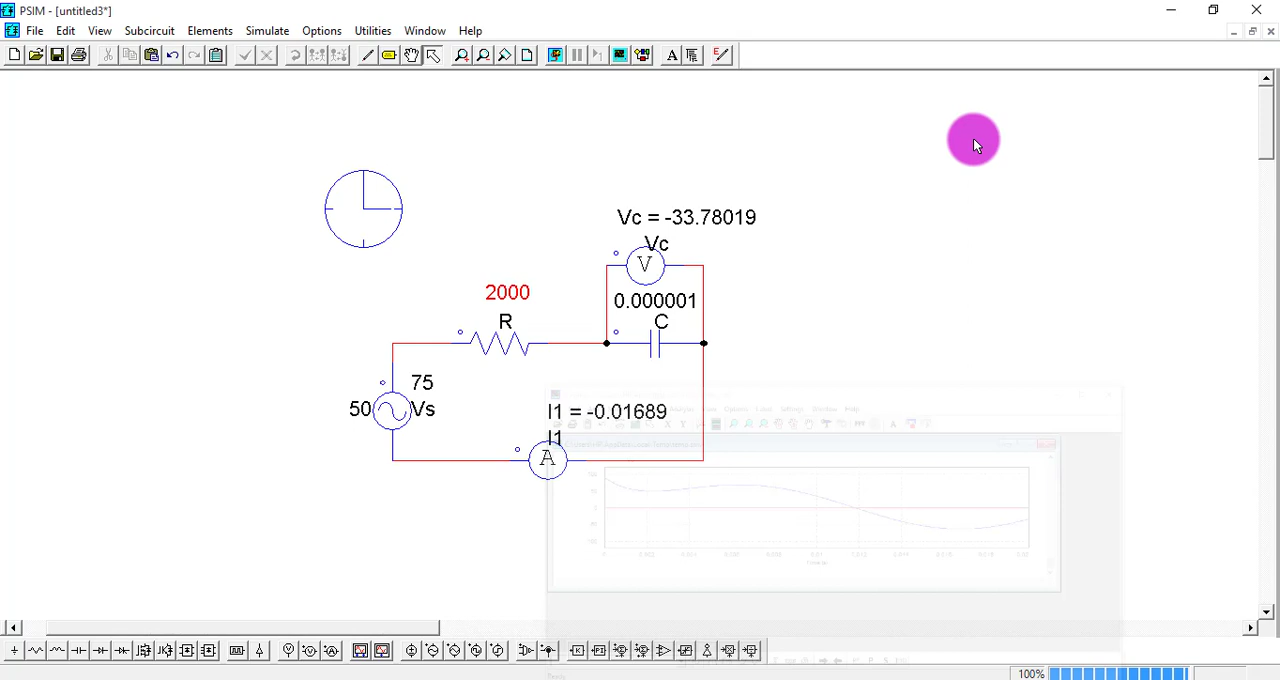 PSIM - [untitled3*]
File Edit View Subcircuit Elements Simulate Options Utilities Window Help
Vc = -33.78019
Vc
V
2000
0.000001
R
C
75
50
Vs
I1 = -0.01689
I1
A
100%